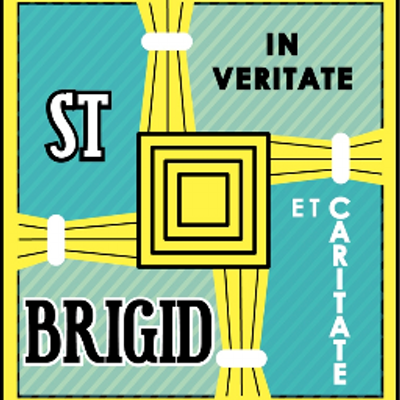 ST
IN
VERITATE
ET CARITATE
BRIGID